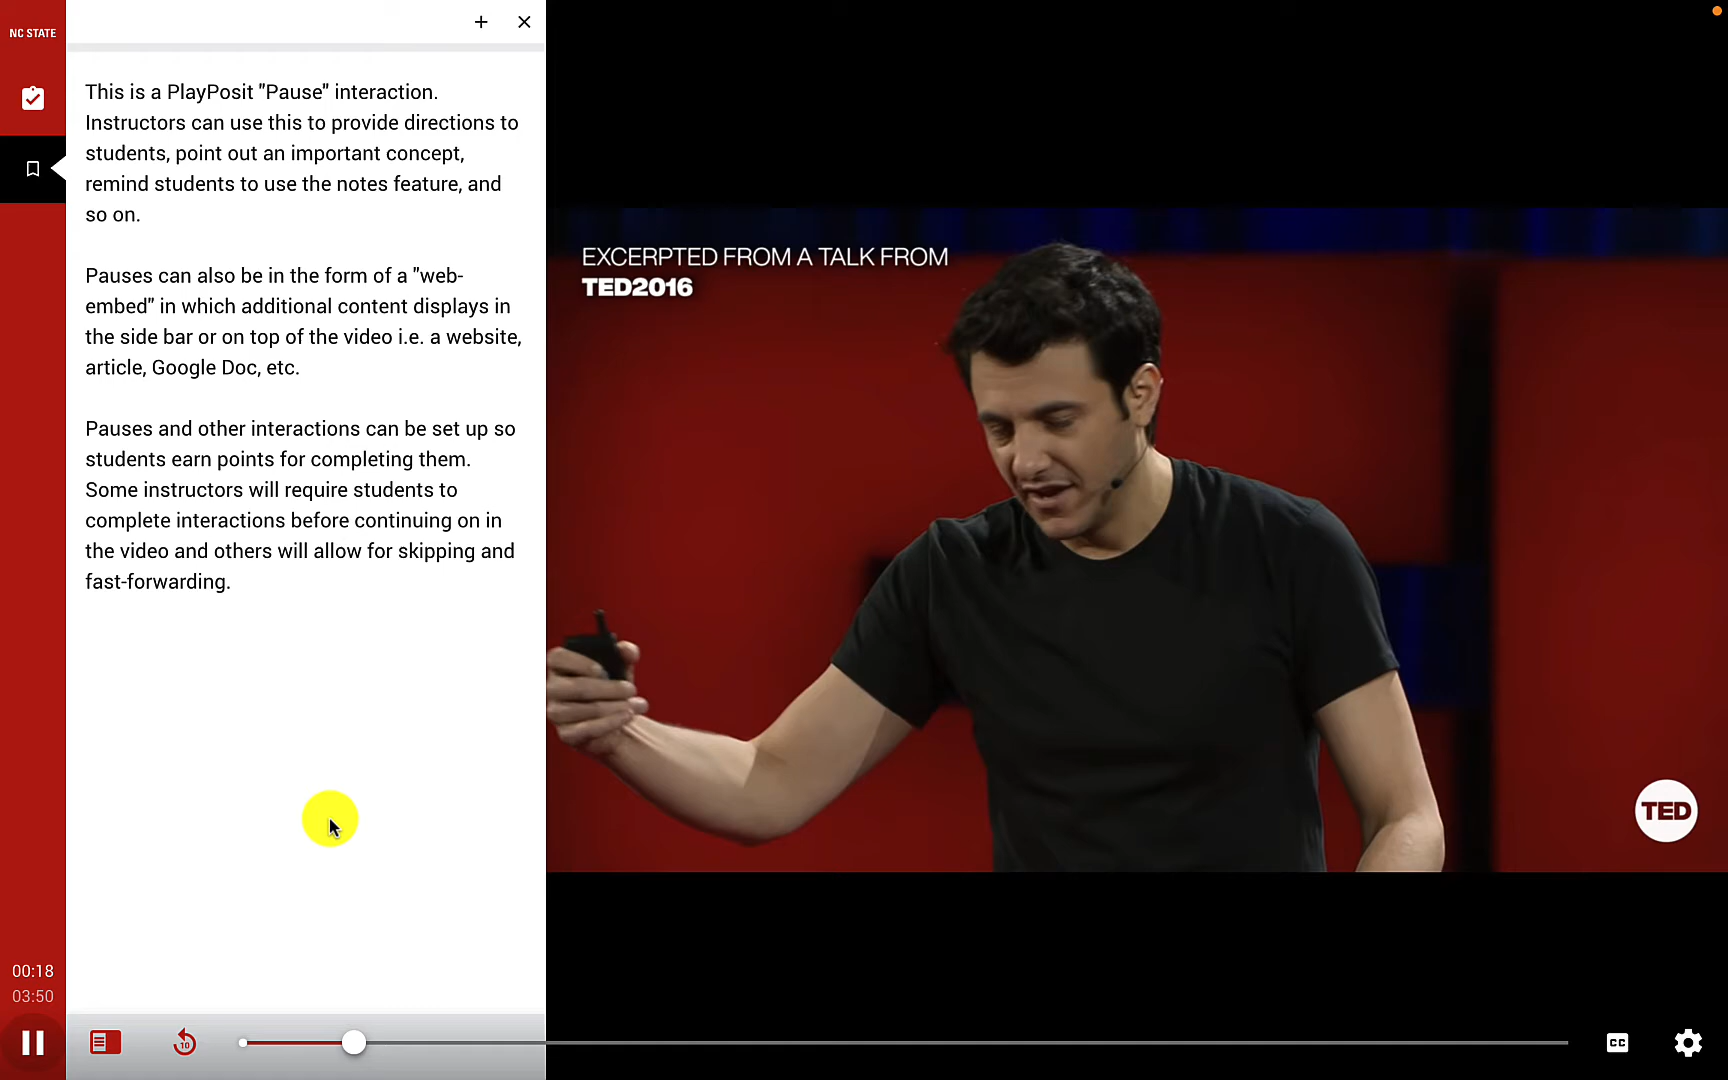 NC STATE
This is a PlayPosit "Pause" interaction.
Instructors can use this to provide directions to
students, point out an important concept,
remind students to use the notes feature, and
so on.
Pauses can also be in the form of a "web-
embed" in which additional content displays in
the side bar or on top of the video i.e. a website,
article, Google Doc, etc.
Pauses and other interactions can be set up so
students earn points for completing them.
Some instructors will require students to
complete interactions before continuing on in
the video and others will allow for skipping and
fast-forwarding.
EXCERPTED FROM A TALK FROM
TED2016
TED
00:18
03:50
10
CC